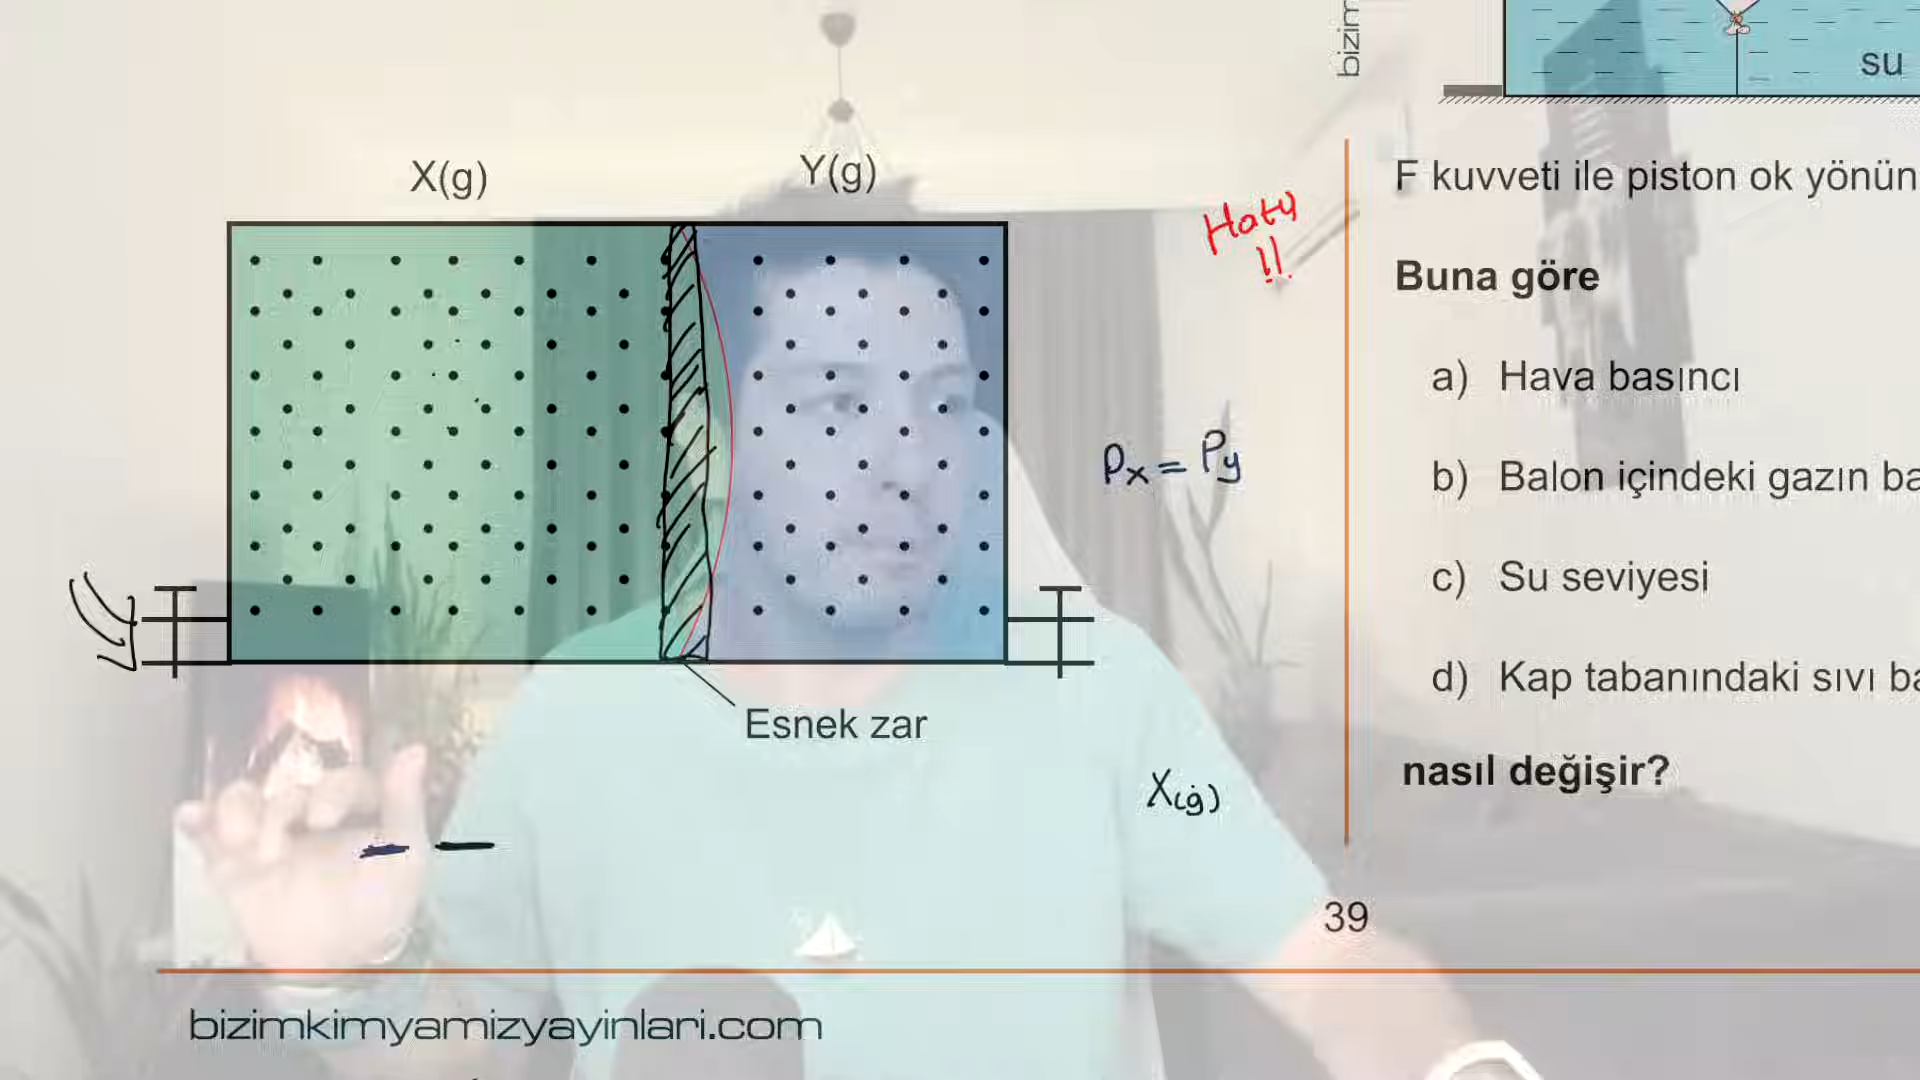 X(g)
Y(g)
Hatu
!!
Px = Py
Esnek zar
X(g)
bizim
su
F kuvveti ile piston ok yönün
Buna göre
a) Hava basıncı
b) Balon içindeki gazın ba
c) Su seviyesi
d) Kap tabanındaki sıvı ba
nasıl değişir?
39
bizimkimyamizyayinlari.com